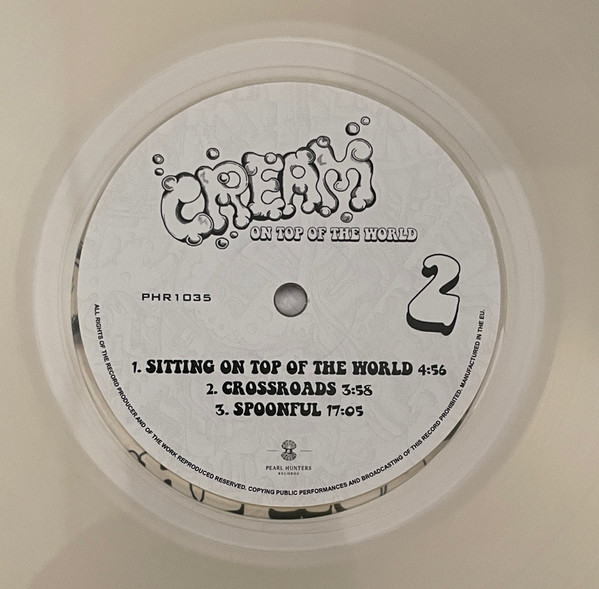 CREAM
ON TOP OF THE WORLD
2
PHR1035
1. SITTING ON TOP OF THE WORLD 4:56
2. CROSSROADS 3:58
3. SPOONFUL 17:05
PEARL HUNTERS
RECORDS
ALL RIGHTS OF THE RECORD PRODUCER AND OF THE WORK REPRODUCED RESERVED. COPYING PUBLIC PERFORMANCES AND BROADCASTING OF THIS RECORD PROHIBITED. MANUFACTURED IN THE EU.